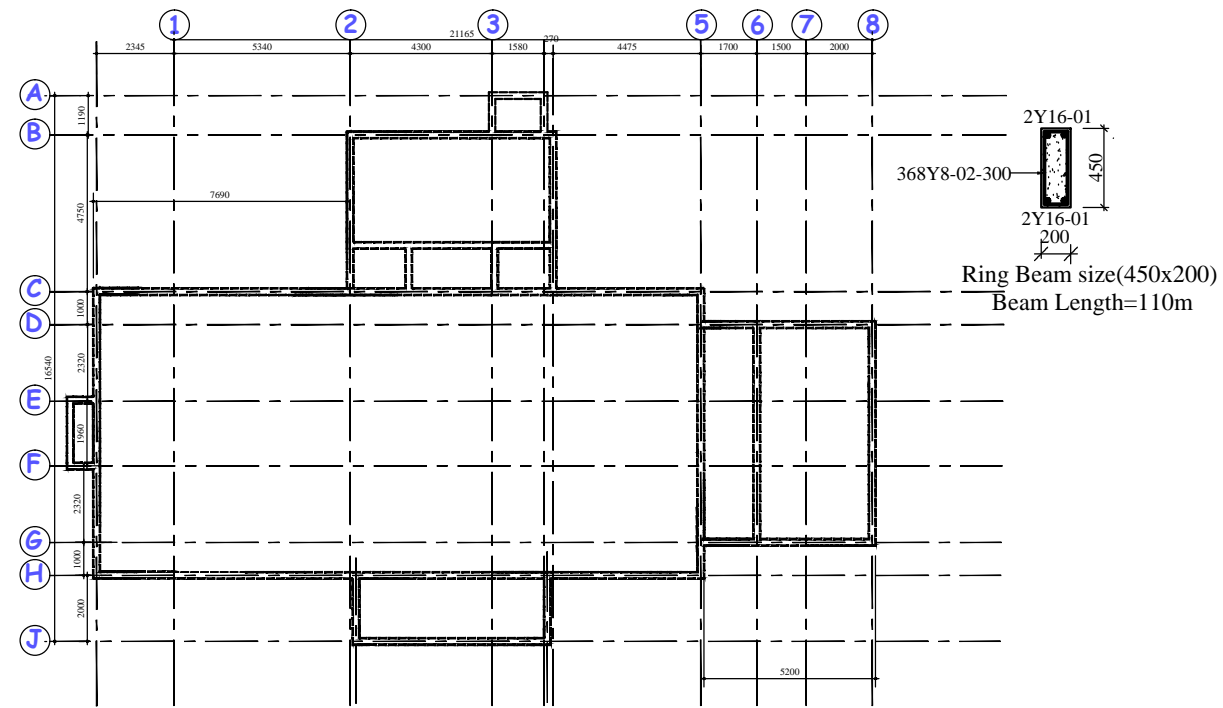 1
2
3
5
6
7
8
21165
2345
5340
4300
1580
270
4475
1700
1500
2000
A
B
C
D
E
F
G
H
J
1190
4750
1000
2320
16540
1960
2320
1000
2000
7690
5200
2Y16-01
368Y8-02-300
450
2Y16-01
200
Ring Beam size(450x200)
Beam Length=110m